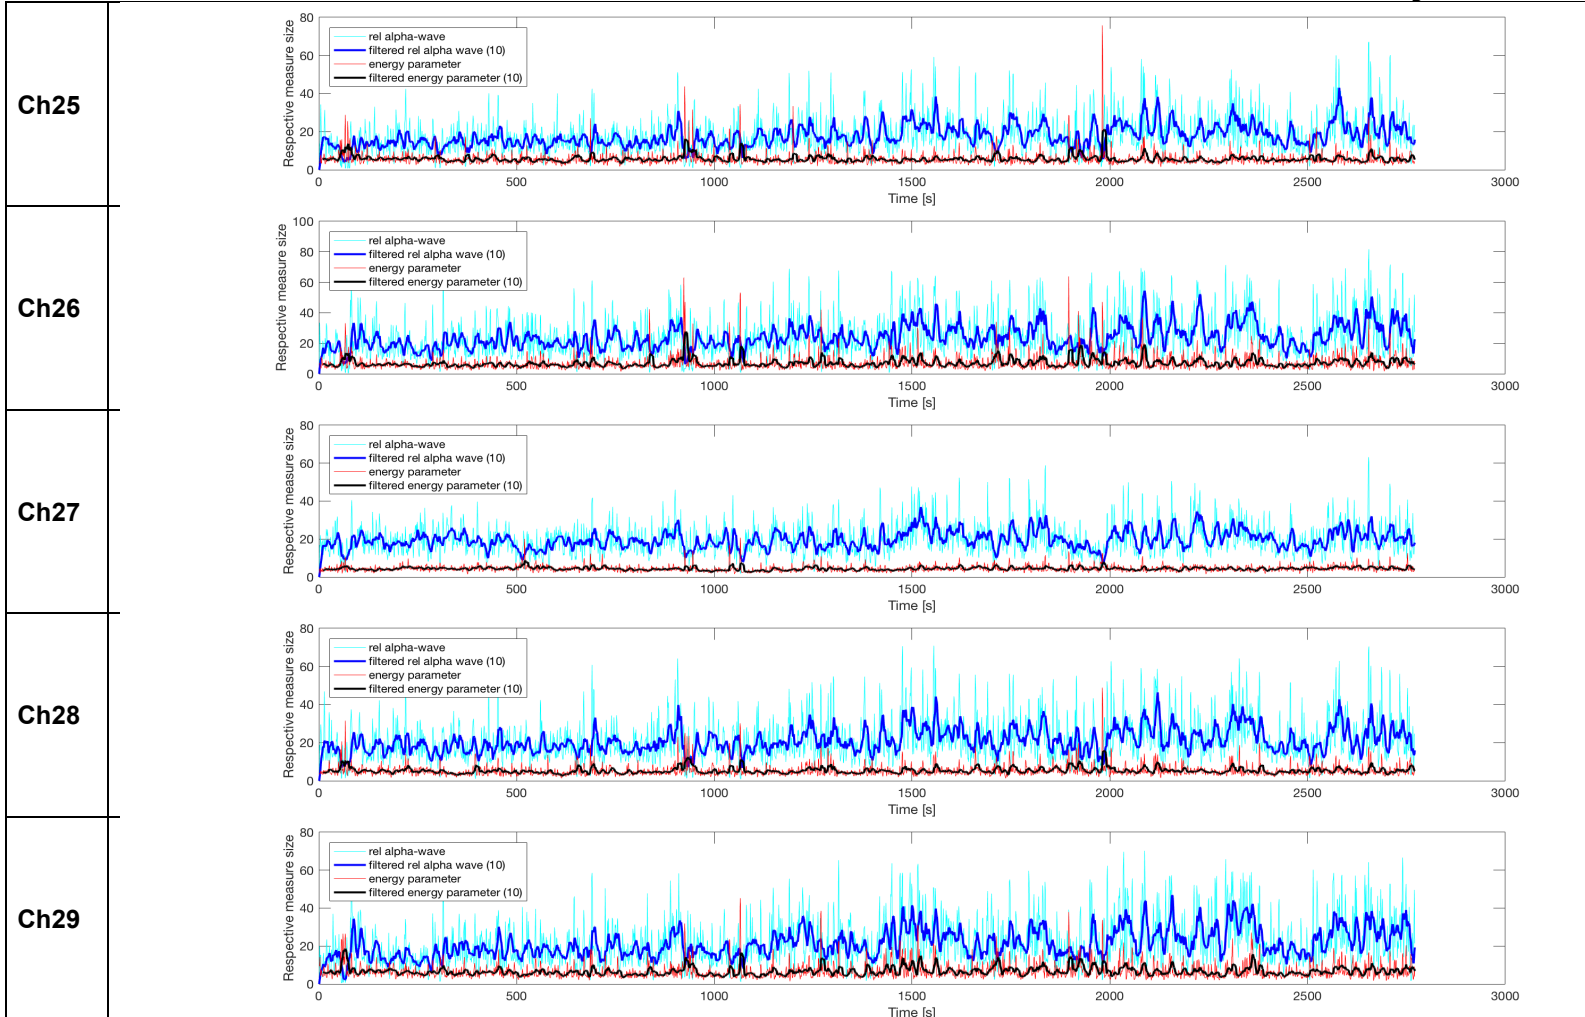 Ch25
Respective measure size
80
60
40
20
0
rel alpha-wave
filtered rel alpha wave (10)
energy parameter
filtered energy parameter (10)
0 500 1000 1500 2000 2500 3000
Time [s]
Ch26
Respective measure size
100
80
60
40
20
0
rel alpha-wave
filtered rel alpha wave (10)
energy parameter
filtered energy parameter (10)
0 500 1000 1500 2000 2500 3000
Time [s]
Ch27
Respective measure size
80
60
40
20
0
rel alpha-wave
filtered rel alpha wave (10)
energy parameter
filtered energy parameter (10)
0 500 1000 1500 2000 2500 3000
Time [s]
Ch28
Respective measure size
80
60
40
20
0
rel alpha-wave
filtered rel alpha wave (10)
energy parameter
filtered energy parameter (10)
0 500 1000 1500 2000 2500 3000
Time [s]
Ch29
Respective measure size
80
60
40
20
0
rel alpha-wave
filtered rel alpha wave (10)
energy parameter
filtered energy parameter (10)
0 500 1000 1500 2000 2500 3000
Time [s]